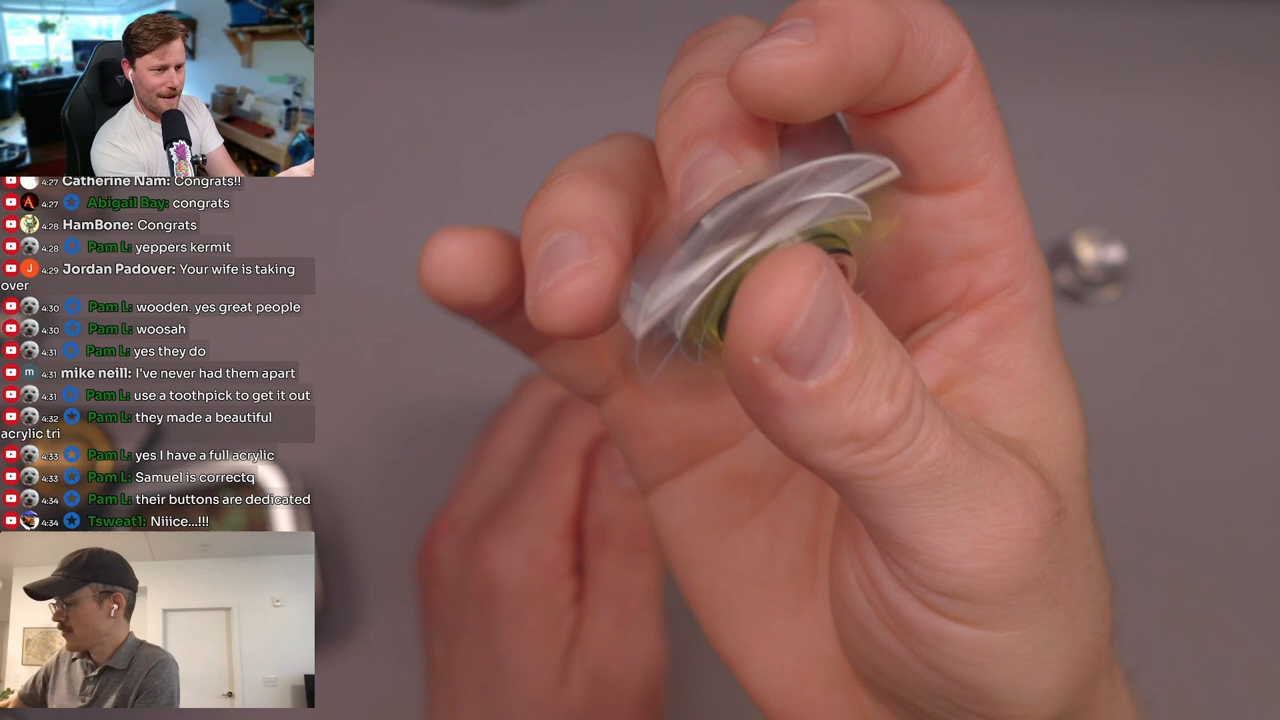 4:27 Catherine Nam: Congrats!!
4:27 Abigail Bay: congrats
4:28 HamBone: Congrats
4:28 Pam L: yeppers kermit
4:29 Jordan Padover: Your wife is taking
over
4:30 Pam L: wooden. yes great people
4:30 Pam L: woosah
4:31 Pam L: yes they do
m 4:31 mike neill: I've never had them apart
4:31 Pam L: use a toothpick to get it out
4:32 Pam L: they made a beautiful
acrylic tri
4:33 Pam L: yes I have a full acrylic
4:33 Pam L: Samuel is correctq
4:34 Pam L: their buttons are dedicated
4:34 Tsweat1: Niiice...!!!